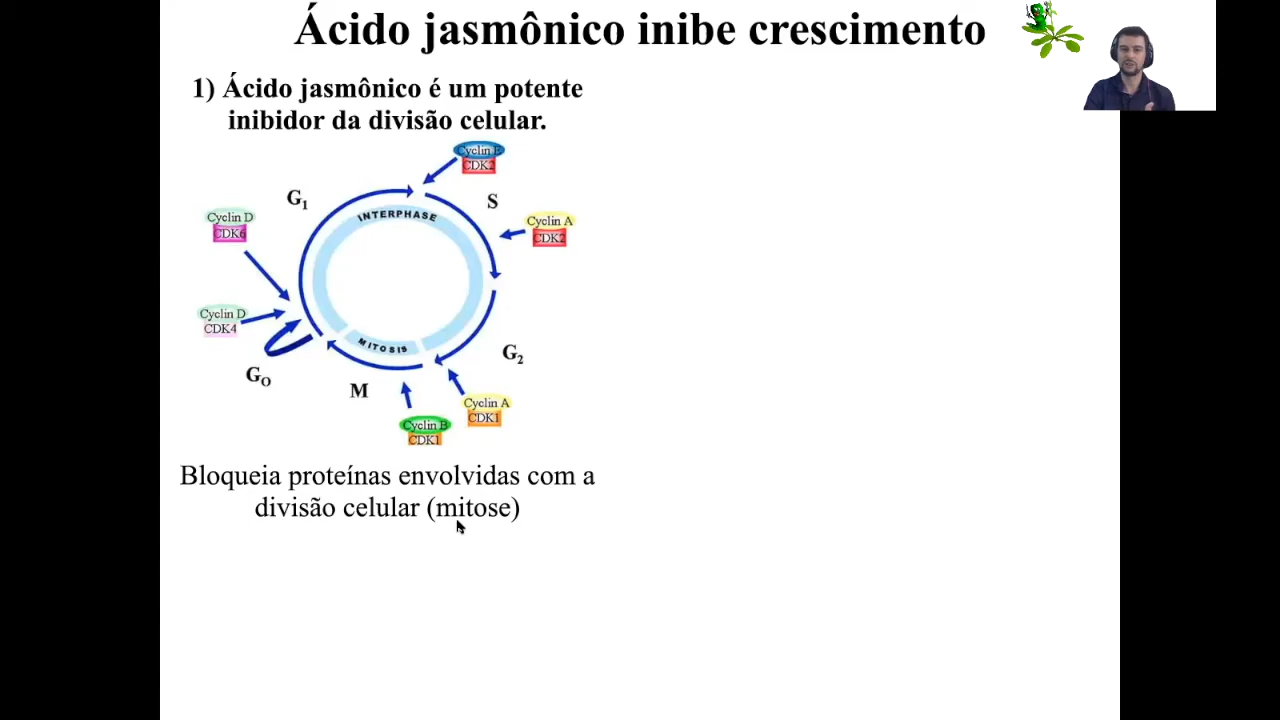 Ácido jasmônico inibe crescimento
1) Ácido jasmônico é um potente
inibidor da divisão celular.
Cyclin E
CDK2
G1
S
INTERPHASE
Cyclin D
CDK6
Cyclin A
CDK2
Cyclin D
CDK4
MITOSIS
G2
GO
M
Cyclin A
CDK1
Cyclin B
CDK1
Bloqueia proteínas envolvidas com a
divisão celular (mitose)